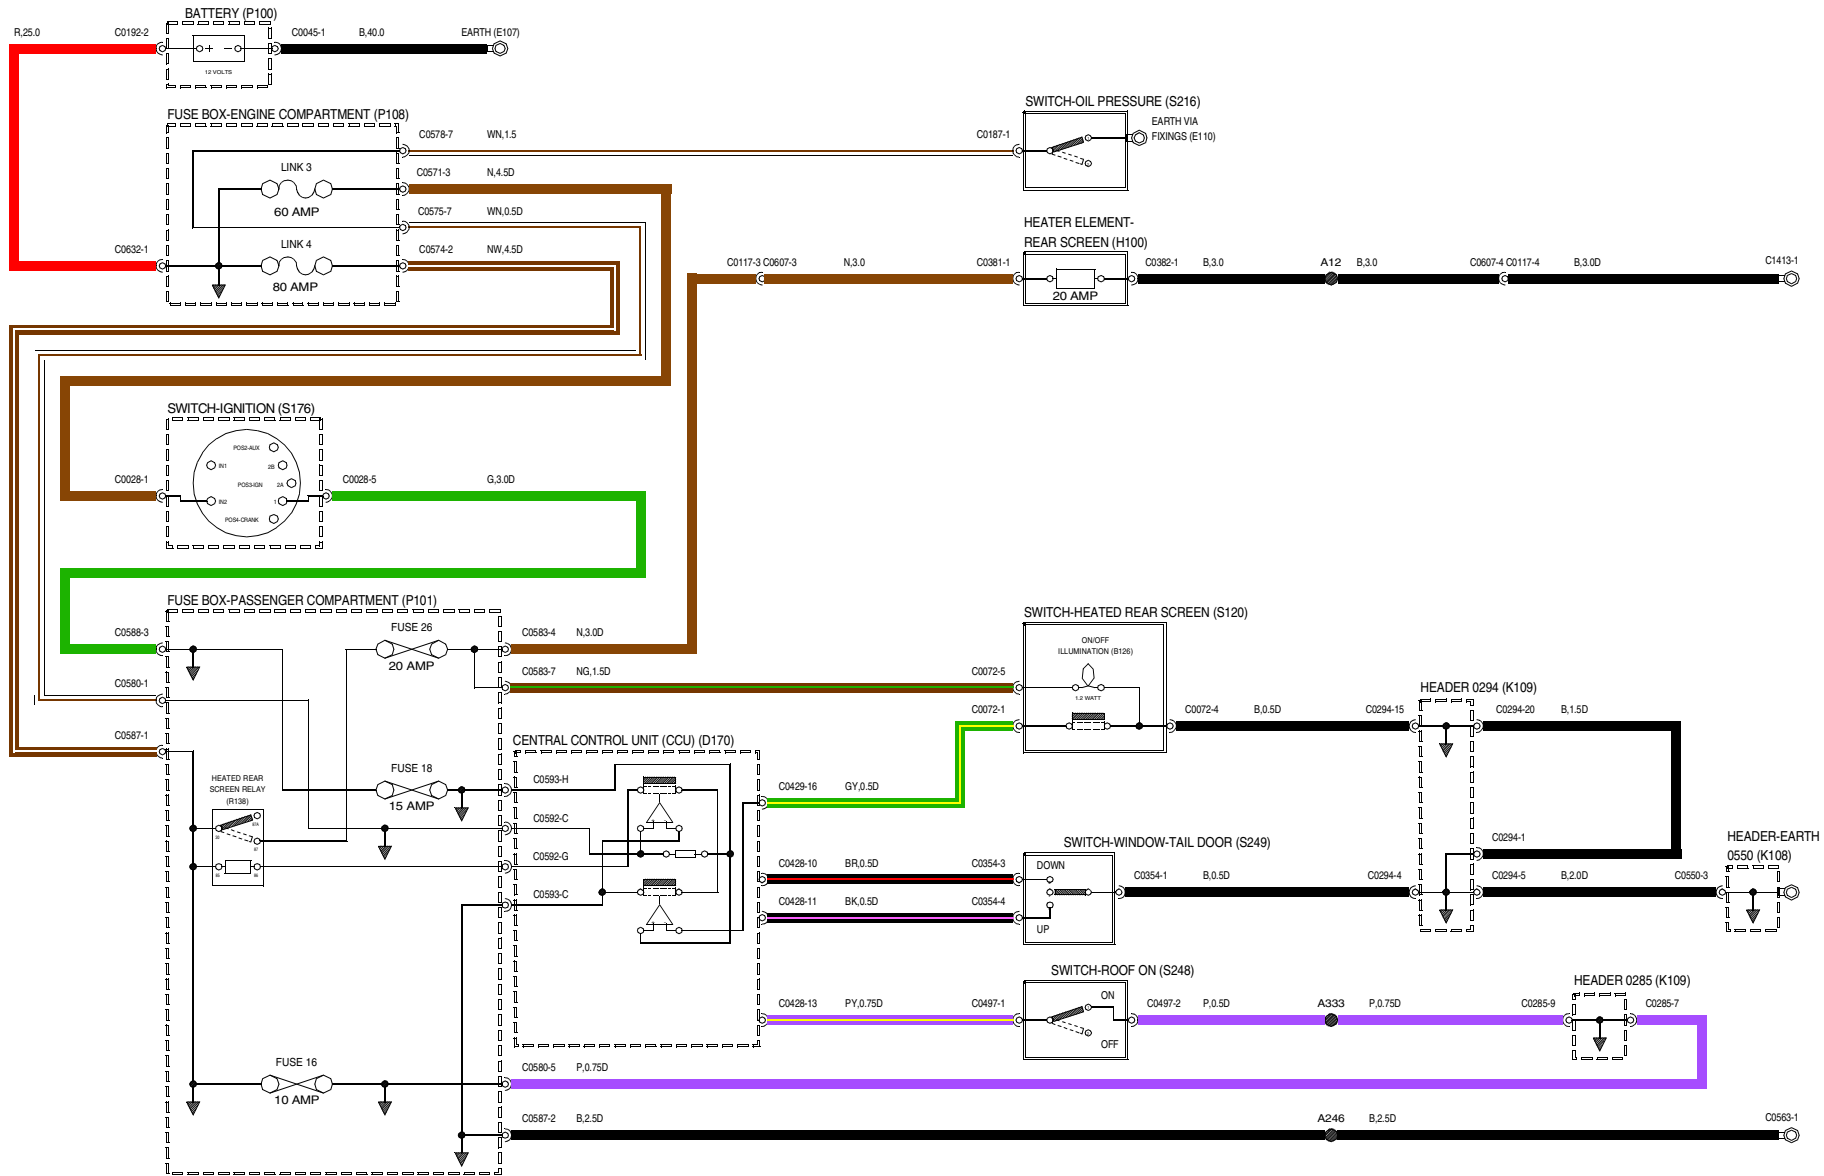 BATTERY (P100)
R,25.0
C0192-2
C0045-1
B,40.0
EARTH (E107)
12 VOLTS
FUSE BOX-ENGINE COMPARTMENT (P108)
C0578-7
WN,1.5
C0187-1
SWITCH-OIL PRESSURE (S216)
EARTH VIA
FIXINGS (E110)
LINK 3
60 AMP
C0571-3
N,4.5D
C0575-7
WN,0.5D
LINK 4
80 AMP
C0574-2
NW,4.5D
C0632-1
HEATER ELEMENT-
REAR SCREEN (H100)
C0117-3 C0607-3
N,3.0
C0381-1
20 AMP
C0382-1
B,3.0
A12
B,3.0
C0607-4 C0117-4
B,3.0D
C1413-1
SWITCH-IGNITION (S176)
POS2-AUX
IN1
2B
POS3-IGN
2A
IN2
1
POS4-CRANK
C0028-1
C0028-5
G,3.0D
FUSE BOX-PASSENGER COMPARTMENT (P101)
C0588-3
FUSE 26
20 AMP
C0583-4
N,3.0D
C0580-1
C0583-7
NG,1.5D
C0072-5
SWITCH-HEATED REAR SCREEN (S120)
ON/OFF
ILLUMINATION (B126)
1.2 WATT
C0072-1
C0072-4
B,0.5D
C0294-15
HEADER 0294 (K109)
C0294-20
B,1.5D
C0587-1
HEATED REAR
SCREEN RELAY
(R138)
30
87A
87
85
86
FUSE 18
15 AMP
CENTRAL CONTROL UNIT (CCU) (D170)
C0593-H
C0592-C
C0592-G
C0593-C
C0429-16
GY,0.5D
C0428-10
BR,0.5D
C0354-3
C0428-11
BK,0.5D
C0354-4
SWITCH-WINDOW-TAIL DOOR (S249)
DOWN
UP
C0354-1
B,0.5D
C0294-4
C0294-1
C0294-5
B,2.0D
C0550-3
HEADER-EARTH
0550 (K108)
C0428-13
PY,0.75D
C0497-1
SWITCH-ROOF ON (S248)
ON
OFF
C0497-2
P,0.5D
A333
P,0.75D
C0285-9
HEADER 0285 (K109)
C0285-7
FUSE 16
10 AMP
C0580-5
P,0.75D
C0587-2
B,2.5D
A246
B,2.5D
C0563-1